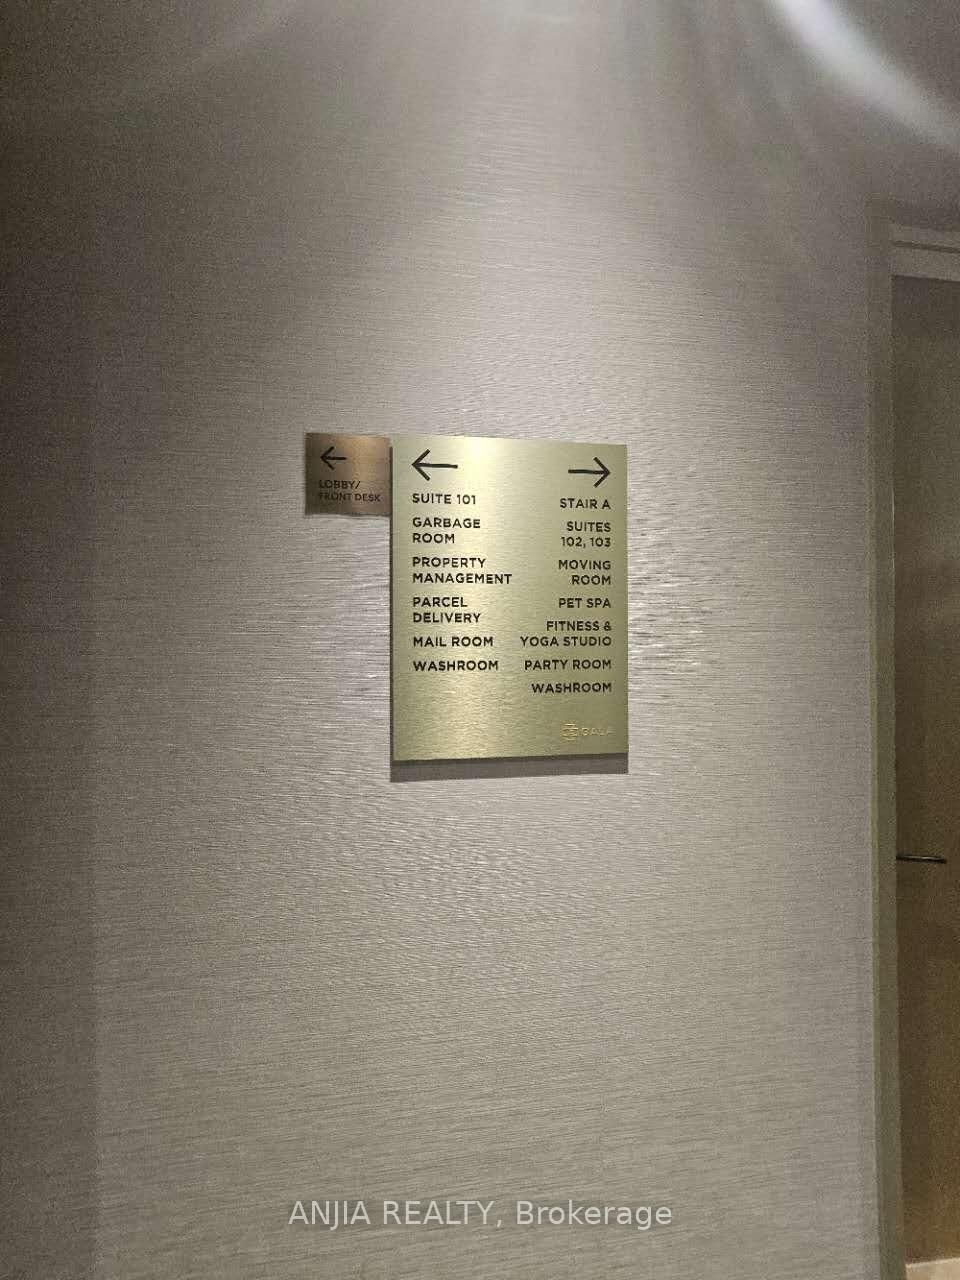 ←
LOBBY/
FRONT DESK
←
SUITE 101
GARBAGE
ROOM
PROPERTY
MANAGEMENT
PARCEL
DELIVERY
MAIL ROOM
WASHROOM
→
STAIR A
SUITES
102, 103
MOVING
ROOM
PET SPA
FITNESS &
YOGA STUDIO
PARTY ROOM
WASHROOM
GALA
ANJIA REALTY, Brokerage